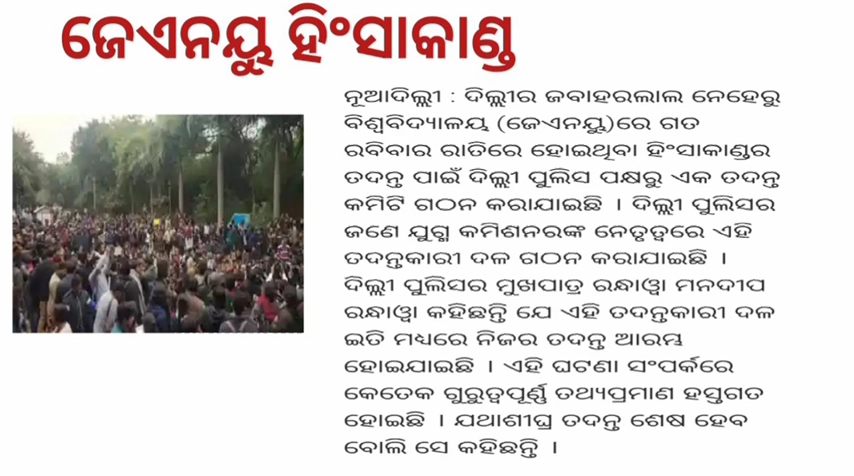 ଜେଏନୟୁ ହିଂସାକାଣ୍ଡ
ନୂଆଦିଲ୍ଲୀ : ଦିଲ୍ଲୀର ଜବାହରଲାଲ ନେହେରୁ
ବିଶ୍ୱବିଦ୍ୟାଳୟ (ଜେଏନୟୁ)ରେ ଗତ
ରବିବାର ରାତିରେ ହୋଇଥିବା ହିଂସାକାଣ୍ଡର
ତଦନ୍ତ ପାଇଁ ଦିଲ୍ଲୀ ପୁଲିସ ପକ୍ଷରୁ ଏକ ତଦନ୍ତ
କମିଟି ଗଠନ କରାଯାଇଛି । ଦିଲ୍ଲୀ ପୁଲିସର
ଜଣେ ଯୁଗ୍ମ କମିଶନରଙ୍କ ନେତୃତ୍ୱରେ ଏହି
ତଦନ୍ତକାରୀ ଦଳ ଗଠନ କରାଯାଇଛି ।
ଦିଲ୍ଲୀ ପୁଲିସର ମୁଖପାତ୍ର ରନ୍ଧାୱା ମନଦୀପ
ରନ୍ଧାୱା କହିଛନ୍ତି ଯେ ଏହି ତଦନ୍ତକାରୀ ଦଳ
ଇତି ମଧ୍ୟରେ ନିଜର ତଦନ୍ତ ଆରମ୍ଭ
ହୋଇଯାଇଛି । ଏହି ଘଟଣା ସଂପର୍କରେ
କେତେକ ଗୁରୁତ୍ୱପୂର୍ଣ୍ଣ ତଥ୍ୟପ୍ରମାଣ ହସ୍ତଗତ
ହୋଇଛି । ଯଥାଶୀଘ୍ର ତଦନ୍ତ ଶେଷ ହେବ
ବୋଲି ସେ କହିଛନ୍ତି ।